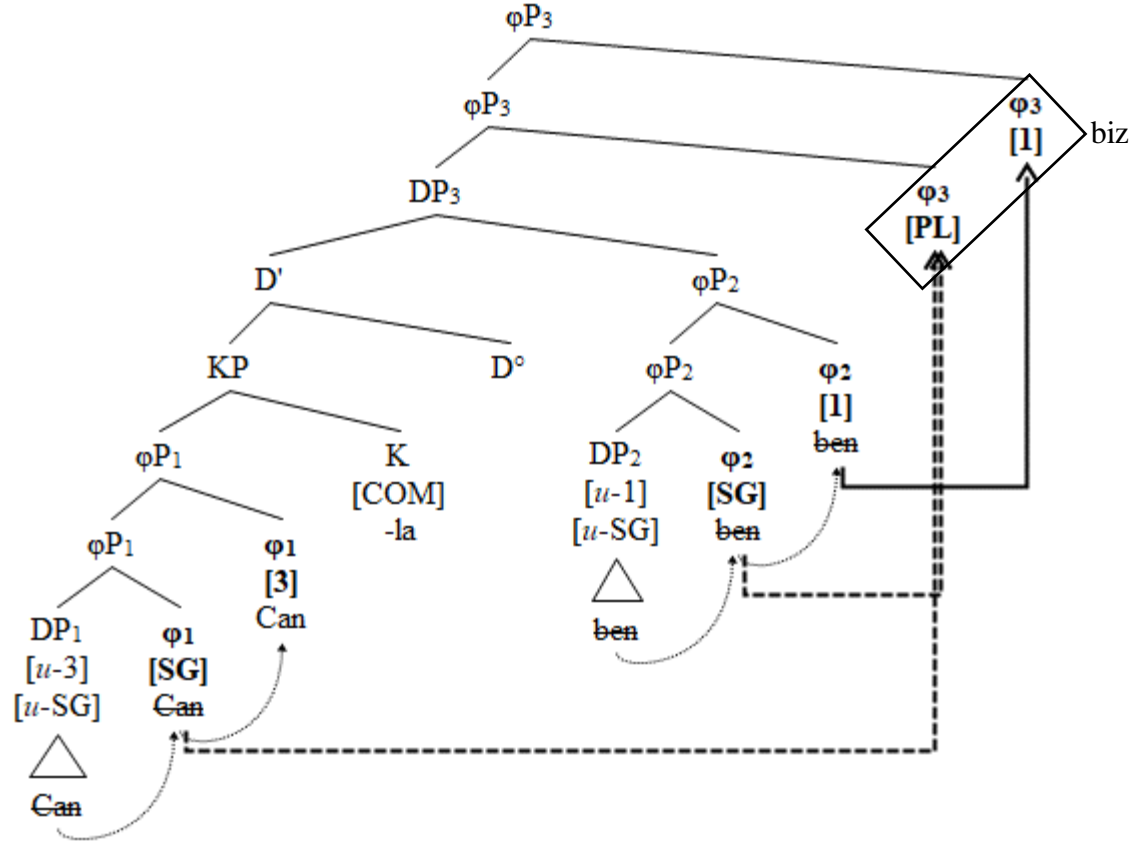 φP₃
φP₃ φ₃
[1] biz
DP₃ φ₃
[PL]
D' φP₂
KP D° φP₂ φ₂
[1]
ben
φP₁ K DP₂ φ₂
[COM] [u-1] [SG]
-la [u-SG] ben
φP₁ φ₁
[3]
Can
ben
DP₁ φ₁
[u-3] [SG]
[u-SG] Can
Can